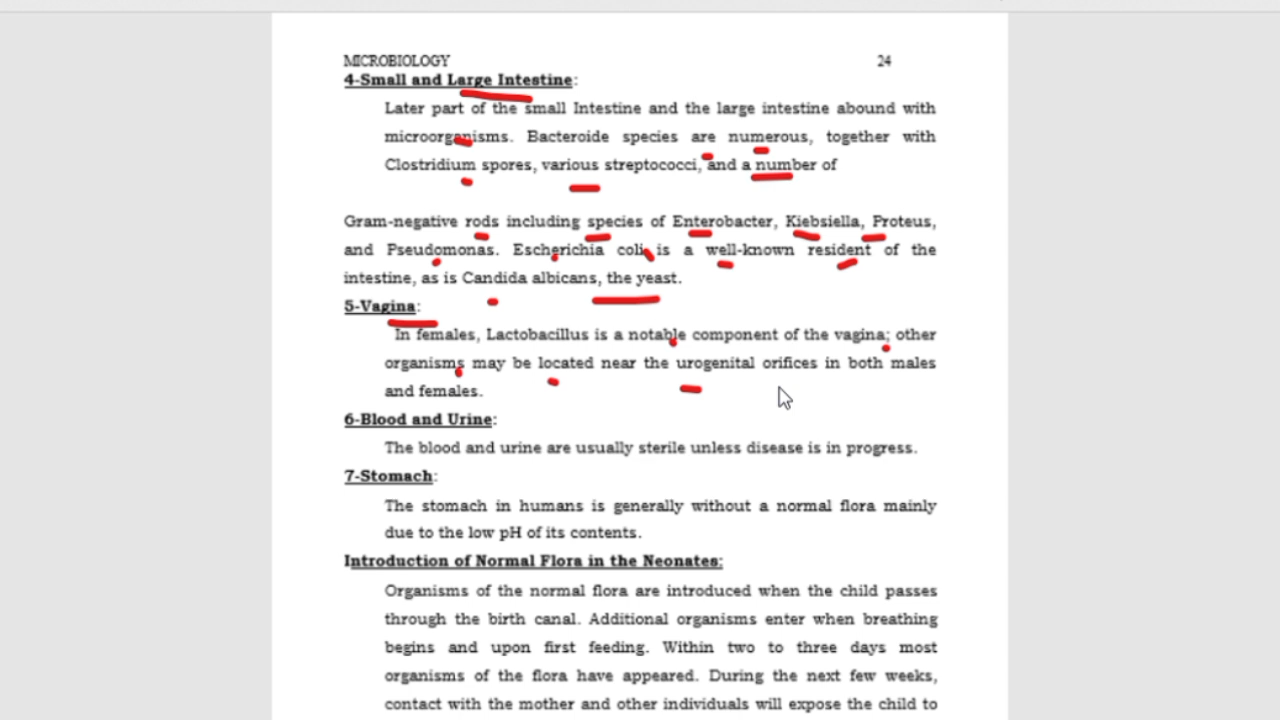 MICROBIOLOGY 24
4-Small and Large Intestine:
Later part of the small Intestine and the large intestine abound with
microorganisms. Bacteroide species are numerous, together with
Clostridium spores, various streptococci, and a number of
Gram-negative rods including species of Enterobacter, Kiebsiella, Proteus,
and Pseudomonas. Escherichia coli is a well-known resident of the
intestine, as is Candida albicans, the yeast.
5-Vagina:
In females, Lactobacillus is a notable component of the vagina; other
organisms may be located near the urogenital orifices in both males
and females.
6-Blood and Urine:
The blood and urine are usually sterile unless disease is in progress.
7-Stomach:
The stomach in humans is generally without a normal flora mainly
due to the low pH of its contents.
Introduction of Normal Flora in the Neonates:
Organisms of the normal flora are introduced when the child passes
through the birth canal. Additional organisms enter when breathing
begins and upon first feeding. Within two to three days most
organisms of the flora have appeared. During the next few weeks,
contact with the mother and other individuals will expose the child to